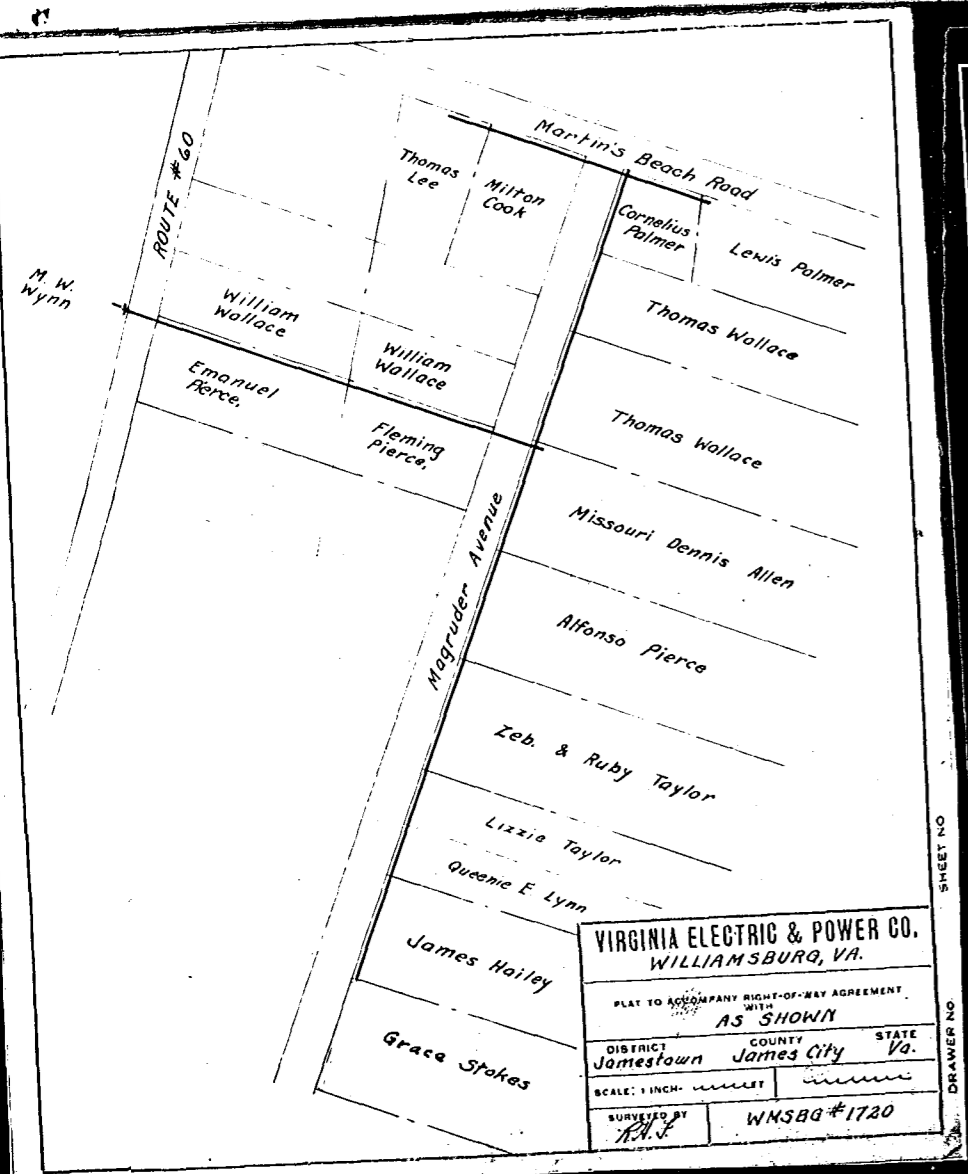 Martin's Beach Road
ROUTE #60
Thomas
Lee
Milton
Cook
Cornelius
Palmer
Lewis Palmer
M. W.
Wynn
William
Wallace
Thomas Wallace
William
Wallace
Emanuel
Pierce,
Fleming
Pierce,
Thomas Wallace
Magruder Avenue
Missouri Dennis Allen
Alfonso Pierce
Zeb. & Ruby Taylor
Lizzie Taylor
Queenie E Lynn
James Hailey
Grace Stokes
VIRGINIA ELECTRIC & POWER CO.
WILLIAMSBURG, VA.
PLAT TO ACCOMPANY RIGHT-OF-WAY AGREEMENT
WITH
AS SHOWN
DISTRICT COUNTY STATE
Jamestown James City Va.
SCALE: 1 INCH=
SURVEYED BY
WMSBG #1720
SHEET NO
DRAWER NO.